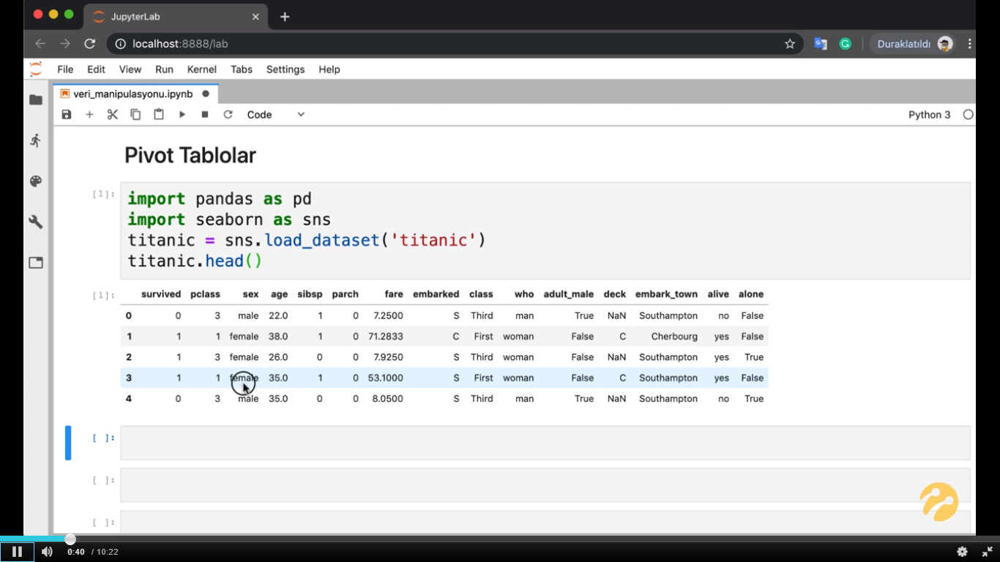 JupyterLab
localhost:8888/lab
Duraklatıldı
File Edit View Run Kernel Tabs Settings Help
veri_manipulasyonu.ipynb
Code
Python 3
Pivot Tablolar
[1]:
import pandas as pd
import seaborn as sns
titanic = sns.load_dataset('titanic')
titanic.head()
[1]:
survived pclass sex age sibsp parch fare embarked class who adult_male deck embark_town alive alone
0 0 3 male 22.0 1 0 7.2500 S Third man True NaN Southampton no False
1 1 1 female 38.0 1 0 71.2833 C First woman False C Cherbourg yes False
2 1 3 female 26.0 0 0 7.9250 S Third woman False NaN Southampton yes True
3 1 1 female 35.0 1 0 53.1000 S First woman False C Southampton yes False
4 0 3 male 35.0 0 0 8.0500 S Third man True NaN Southampton no True
[ ]:
[ ]:
[ ]:
0:40 / 10:22